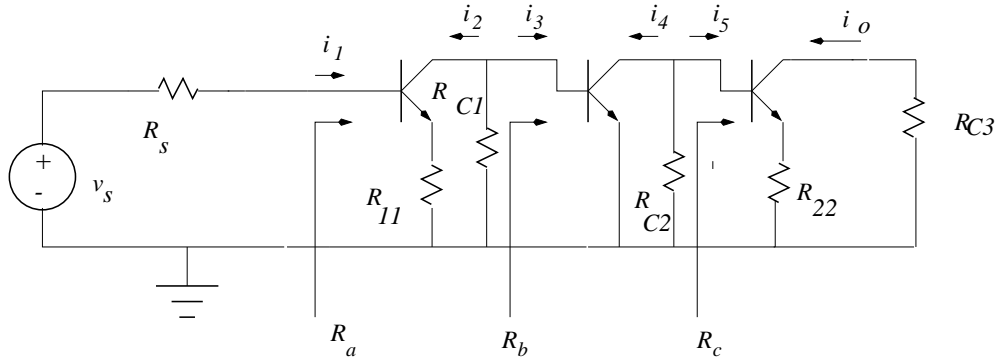 i1
i2
i3
i4
i5
io
Rs
R C1
+
-
vs
R11
R C2
R22
RC3
Ra
Rb
Rc